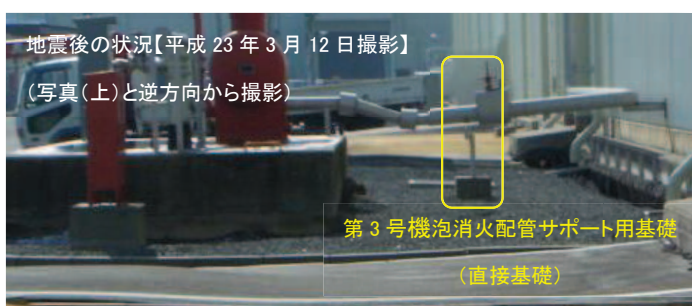 地震後の状況【平成 23 年 3 月 12 日撮影】
（写真（上）と逆方向から撮影）
第 3 号機泡消火配管サポート用基礎
（直接基礎）